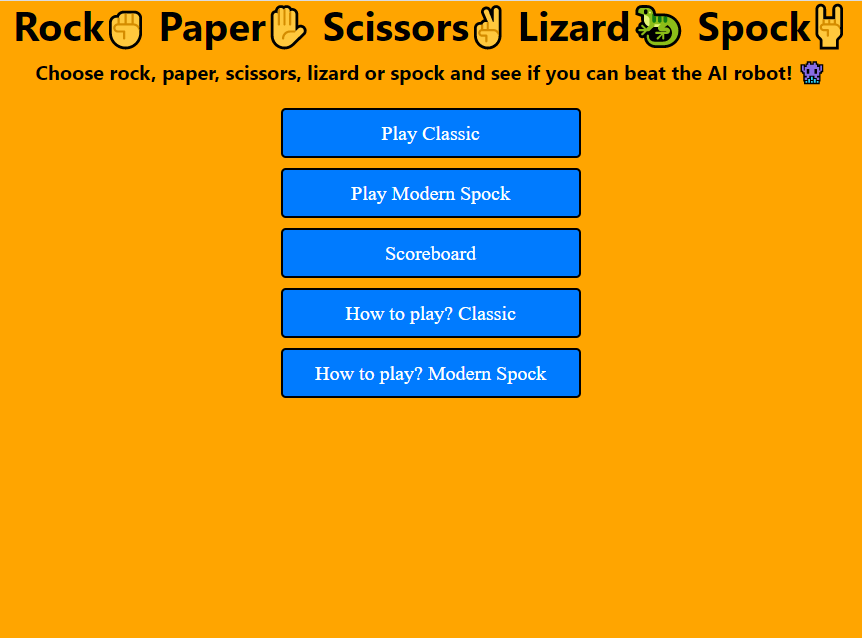 Rock✊ Paper✋ Scissors✌ Lizard🦎 Spock🤘
Choose rock, paper, scissors, lizard or spock and see if you can beat the AI robot! 👾
Play Classic
Play Modern Spock
Scoreboard
How to play? Classic
How to play? Modern Spock